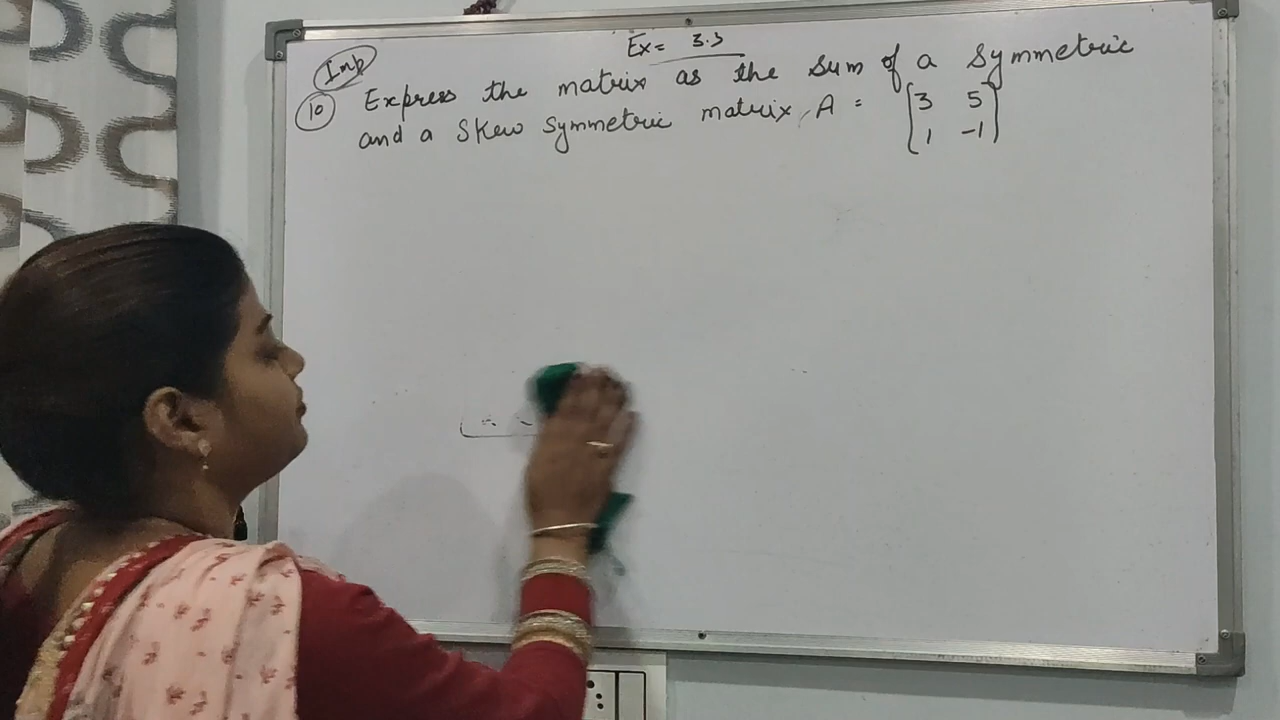 Ex= 3.3
Imp
10 Express the matrix as the sum of a symmetric
and a skew symmetric matrix, A = [3 5
1 -1]